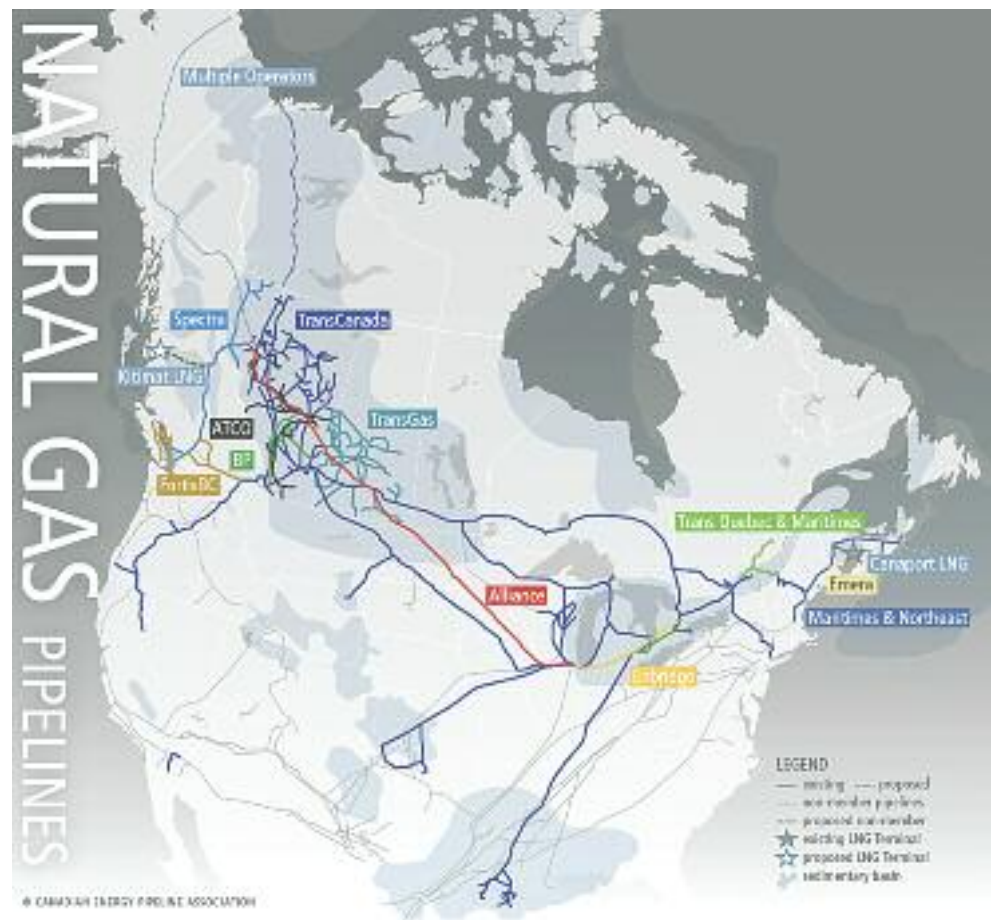 NATURAL GAS PIPELINES
Multiple Operators
Spectra
TransCanada
Kitimat LNG
ATCO
TransGas
BP
FortisBC
Trans Quebec & Maritimes
Canaport LNG
Emera
Alliance
Maritimes & Northeast
Enbridge
LEGEND
existing proposed
non-member pipelines
proposed non-member
existing LNG Terminal
proposed LNG Terminal
sedimentary basin
© CANADIAN ENERGY PIPELINE ASSOCIATION